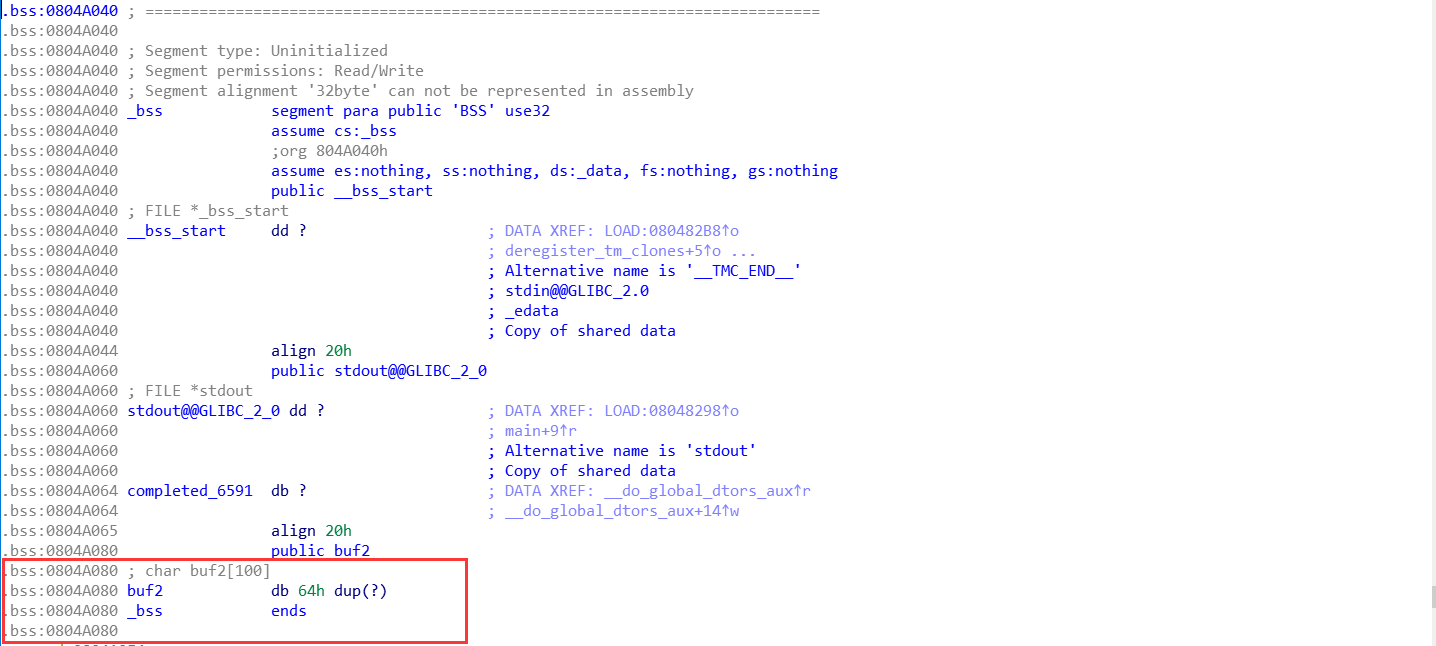 .bss:0804A040 ; ===========================================================================
.bss:0804A040
.bss:0804A040 ; Segment type: Uninitialized
.bss:0804A040 ; Segment permissions: Read/Write
.bss:0804A040 ; Segment alignment '32byte' can not be represented in assembly
.bss:0804A040 _bss            segment para public 'BSS' use32
.bss:0804A040                 assume cs:_bss
.bss:0804A040                 ;org 804A040h
.bss:0804A040                 assume es:nothing, ss:nothing, ds:_data, fs:nothing, gs:nothing
.bss:0804A040                 public __bss_start
.bss:0804A040 ; FILE *_bss_start
.bss:0804A040 __bss_start     dd ?                    ; DATA XREF: LOAD:080482B8↑o
.bss:0804A040                                         ; deregister_tm_clones+5↑o ...
.bss:0804A040                                         ; Alternative name is '__TMC_END__'
.bss:0804A040                                         ; stdin@@GLIBC_2.0
.bss:0804A040                                         ; _edata
.bss:0804A040                                         ; Copy of shared data
.bss:0804A044                 align 20h
.bss:0804A060                 public stdout@@GLIBC_2_0
.bss:0804A060 ; FILE *stdout
.bss:0804A060 stdout@@GLIBC_2_0 dd ?                  ; DATA XREF: LOAD:08048298↑o
.bss:0804A060                                         ; main+9↑r
.bss:0804A060                                         ; Alternative name is 'stdout'
.bss:0804A060                                         ; Copy of shared data
.bss:0804A064 completed_6591  db ?                    ; DATA XREF: __do_global_dtors_aux↑r
.bss:0804A064                                         ; __do_global_dtors_aux+14↑w
.bss:0804A065                 align 20h
.bss:0804A080                 public buf2
.bss:0804A080 ; char buf2[100]
.bss:0804A080 buf2            db 64h dup(?)
.bss:0804A080 _bss            ends
.bss:0804A080